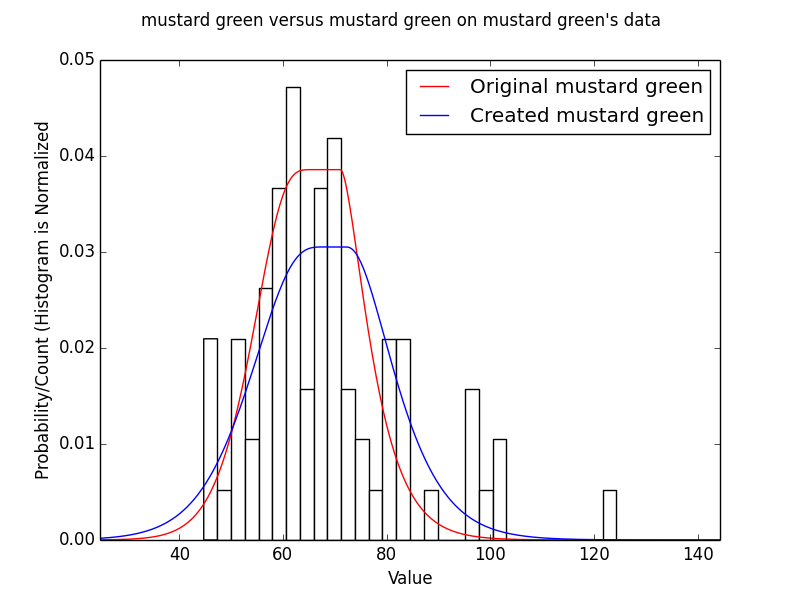 mustard green versus mustard green on mustard green's data
Original mustard green
Created mustard green
0.05
0.04
0.03
0.02
0.01
0.00
Probability/Count (Histogram is Normalized
40 60 80 100 120 140
Value